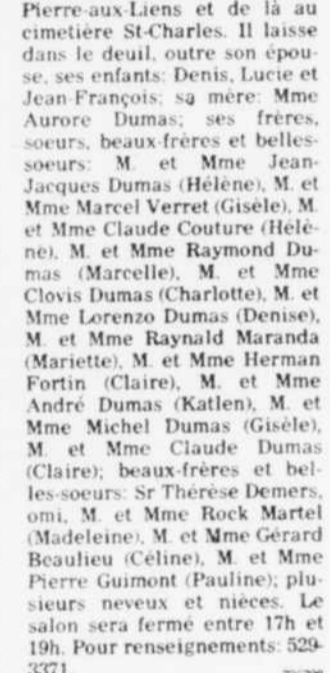 Pierre-aux-Liens et de là au
cimetière St-Charles. Il laisse
dans le deuil, outre son épou-
se, ses enfants: Denis, Lucie et
Jean-François; sa mère: Mme
Aurore Dumas; ses frères,
soeurs, beaux-frères et belles-
soeurs: M. et Mme Jean-
Jacques Dumas (Hélène), M. et
Mme Marcel Verret (Gisèle), M.
et Mme Claude Couture (Hélè-
ne), M. et Mme Raymond Du-
mas (Marcelle), M. et Mme
Clovis Dumas (Charlotte), M. et
Mme Lorenzo Dumas (Denise),
M. et Mme Raynald Maranda
(Mariette), M. et Mme Herman
Fortin (Claire), M. et Mme
André Dumas (Katlen), M. et
Mme Michel Dumas (Gisèle),
M. et Mme Claude Dumas
(Claire); beaux-frères et bel-
les-soeurs: Sr Thérèse Demers,
omi, M. et Mme Rock Martel
(Madeleine), M. et Mme Gérard
Beaulieu (Céline), M. et Mme
Pierre Guimont (Pauline); plu-
sieurs neveux et nièces. Le
salon sera fermé entre 17h et
19h. Pour renseignements: 529-
3371.